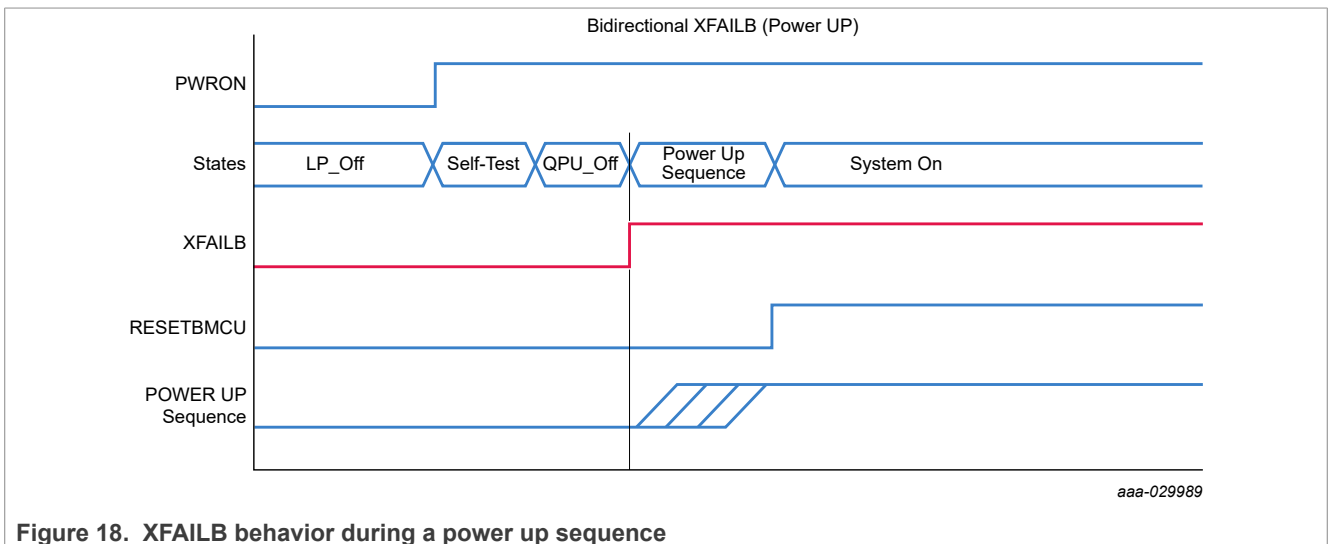 Bidirectional XFAILB (Power UP)
PWRON
States
LP_Off
Self-Test
QPU_Off
Power Up
Sequence
System On
XFAILB
RESETBMCU
POWER UP
Sequence
aaa-029989
Figure 18. XFAILB behavior during a power up sequence